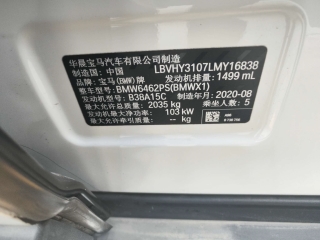 华晨宝马汽车有限公司制造
制造国：中国 LBVHY3107LMY16838
品牌：宝马(BMW) 发动机排量：1499 mL
整车型号：BMW6462PS(BMWX1)
发动机型号：B38A15C 制造年月：2020-08
最大允许总质量：2035 kg 乘坐人数：5
发动机最大净功率：103 kW
最大允许牵引质量：- kg